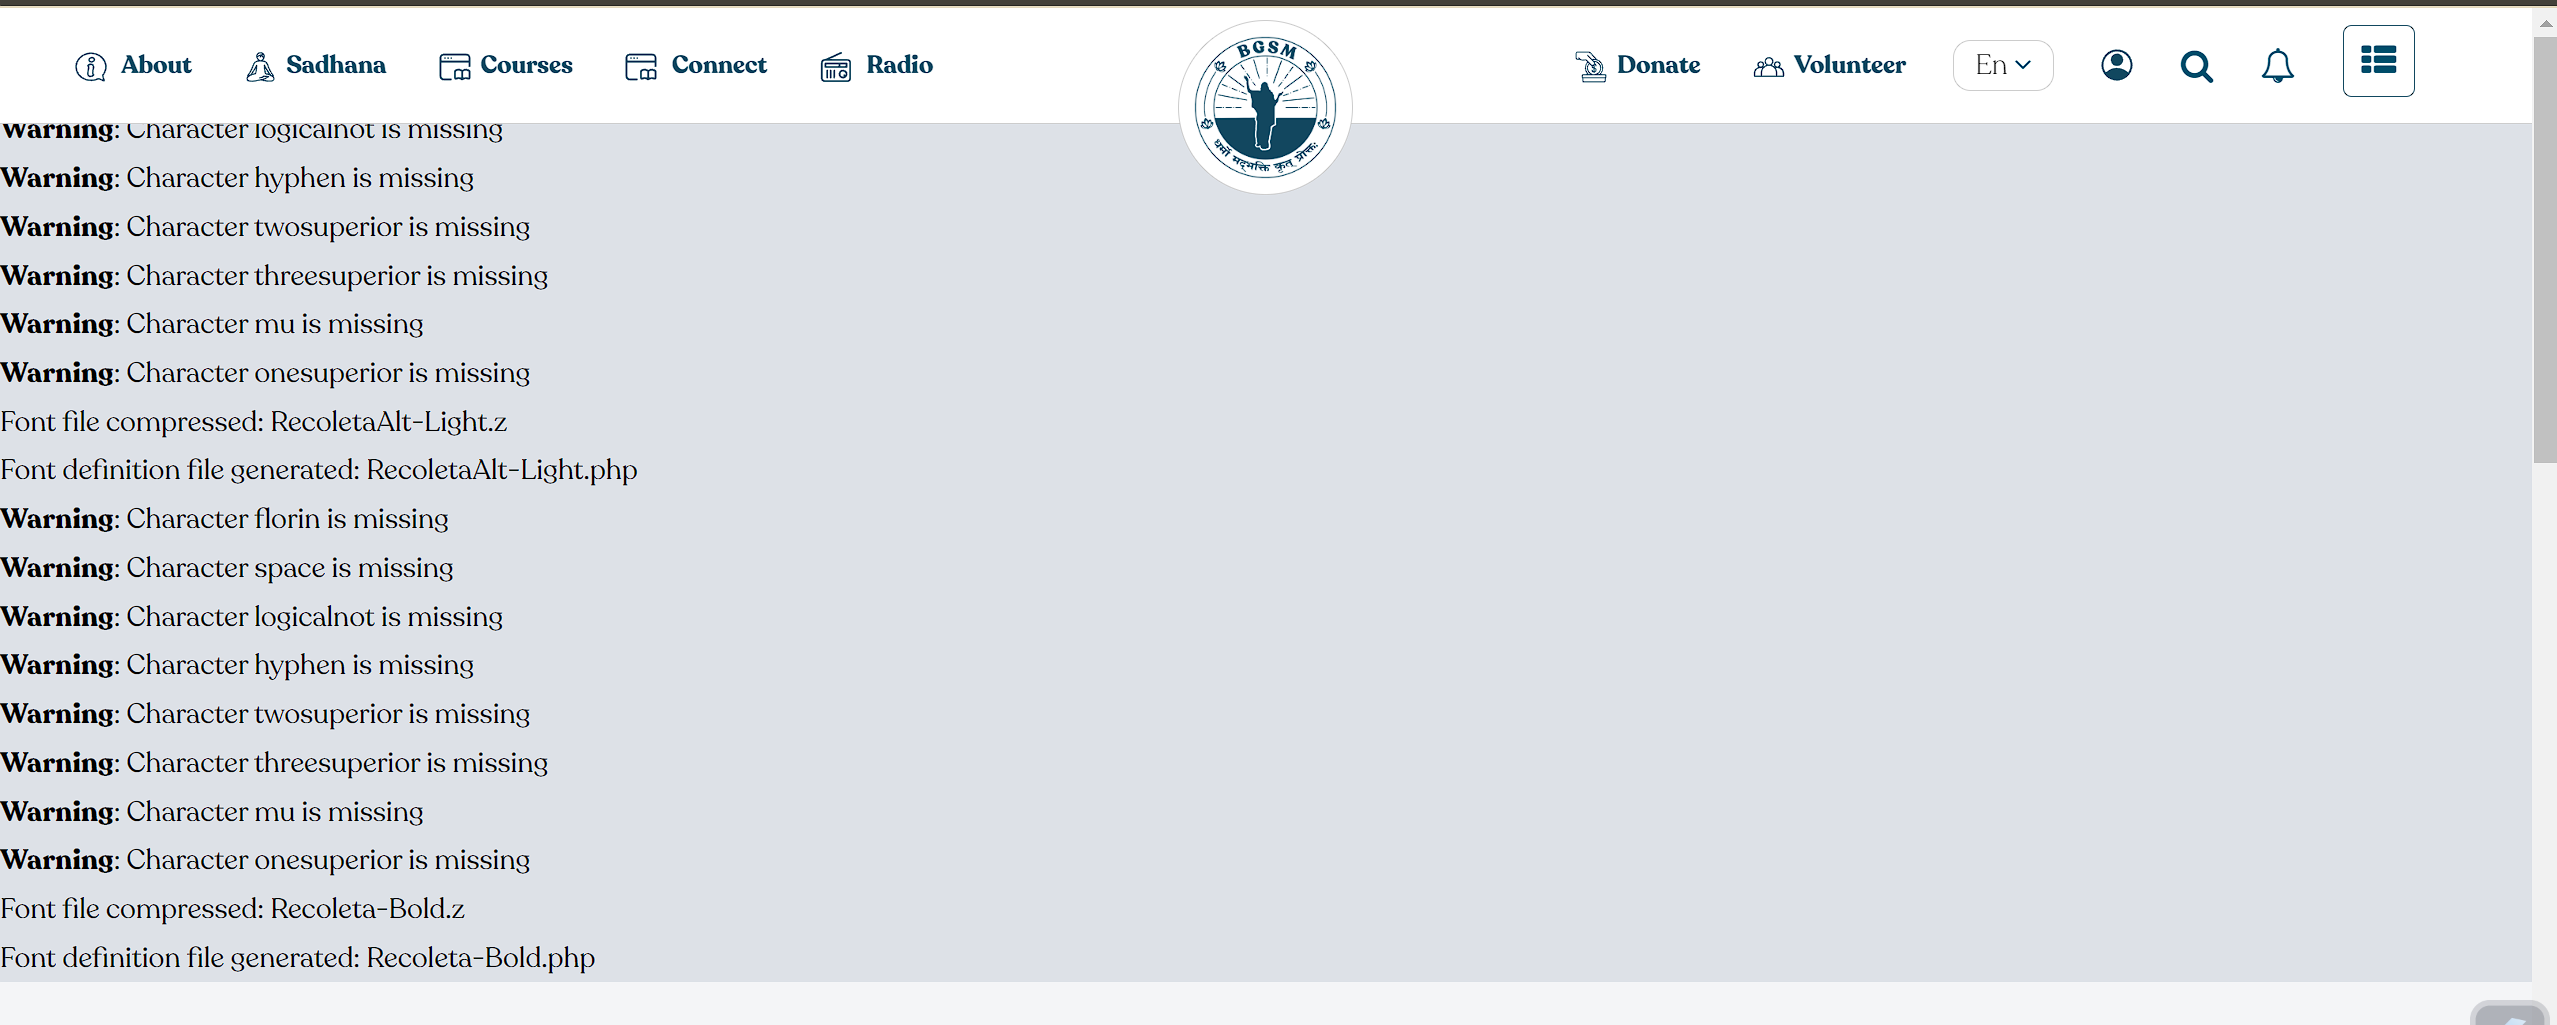 About Sadhana Courses Connect Radio
BGSM
धर्मो मद्भक्ति कृत् प्रोक्तः
Donate Volunteer En
Warning: Character logicalnot is missing
Warning: Character hyphen is missing
Warning: Character twosuperior is missing
Warning: Character threesuperior is missing
Warning: Character mu is missing
Warning: Character onesuperior is missing
Font file compressed: RecoletaAlt-Light.z
Font definition file generated: RecoletaAlt-Light.php
Warning: Character florin is missing
Warning: Character space is missing
Warning: Character logicalnot is missing
Warning: Character hyphen is missing
Warning: Character twosuperior is missing
Warning: Character threesuperior is missing
Warning: Character mu is missing
Warning: Character onesuperior is missing
Font file compressed: Recoleta-Bold.z
Font definition file generated: Recoleta-Bold.php